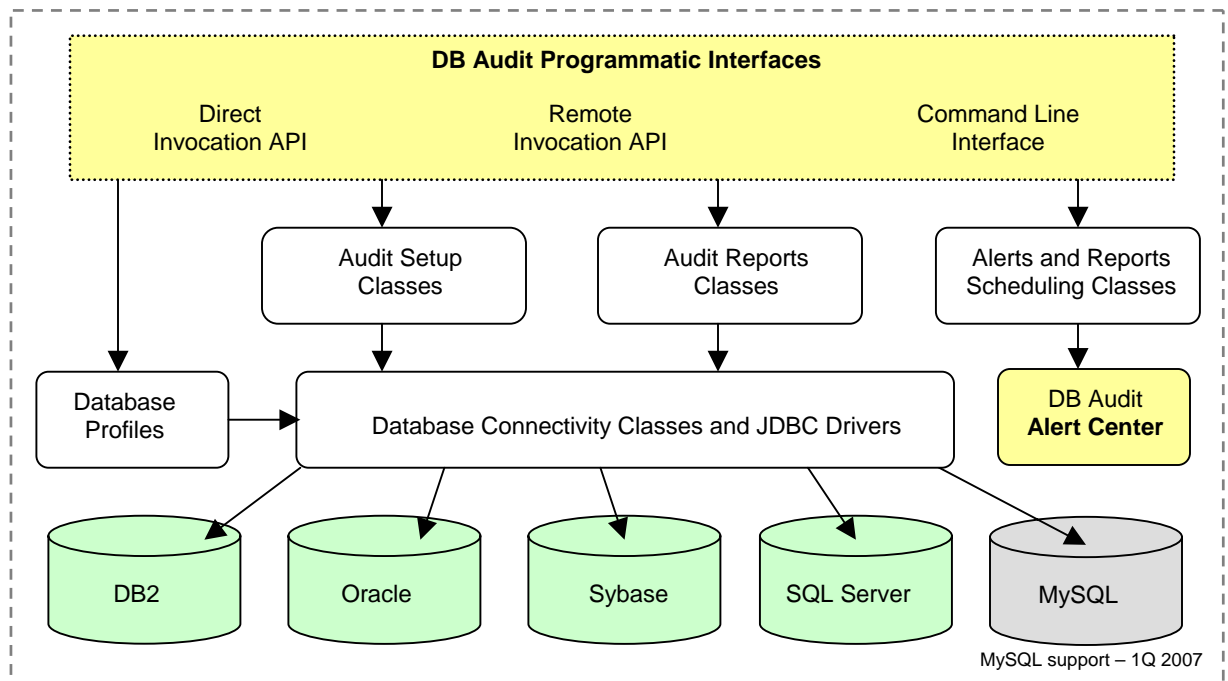 DB Audit Programmatic Interfaces
Direct
Invocation API
Remote
Invocation API
Command Line
Interface
Audit Setup
Classes
Audit Reports
Classes
Alerts and Reports
Scheduling Classes
Database
Profiles
Database Connectivity Classes and JDBC Drivers
DB Audit
Alert Center
DB2
Oracle
Sybase
SQL Server
MySQL
MySQL support – 1Q 2007